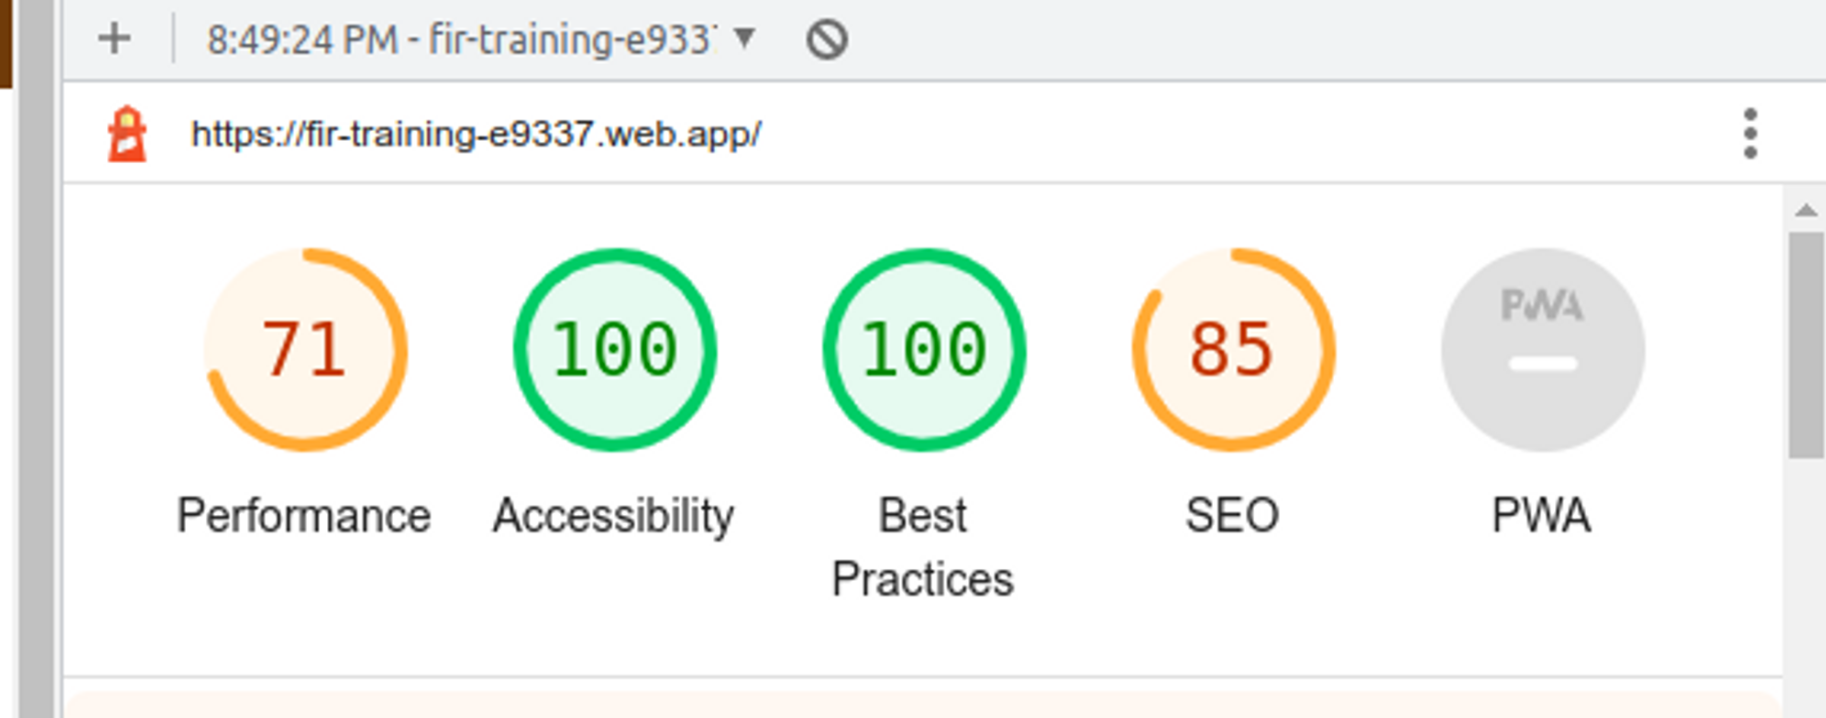 8:49:24 PM - fir-training-e933
https://fir-training-e9337.web.app/
71 100 100 85 PWA
Performance Accessibility Best Practices SEO PWA